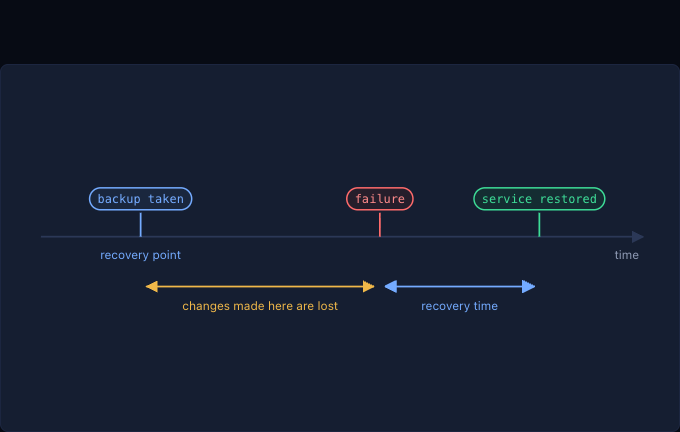 backup taken
failure
service restored
recovery point
time
changes made here are lost
recovery time